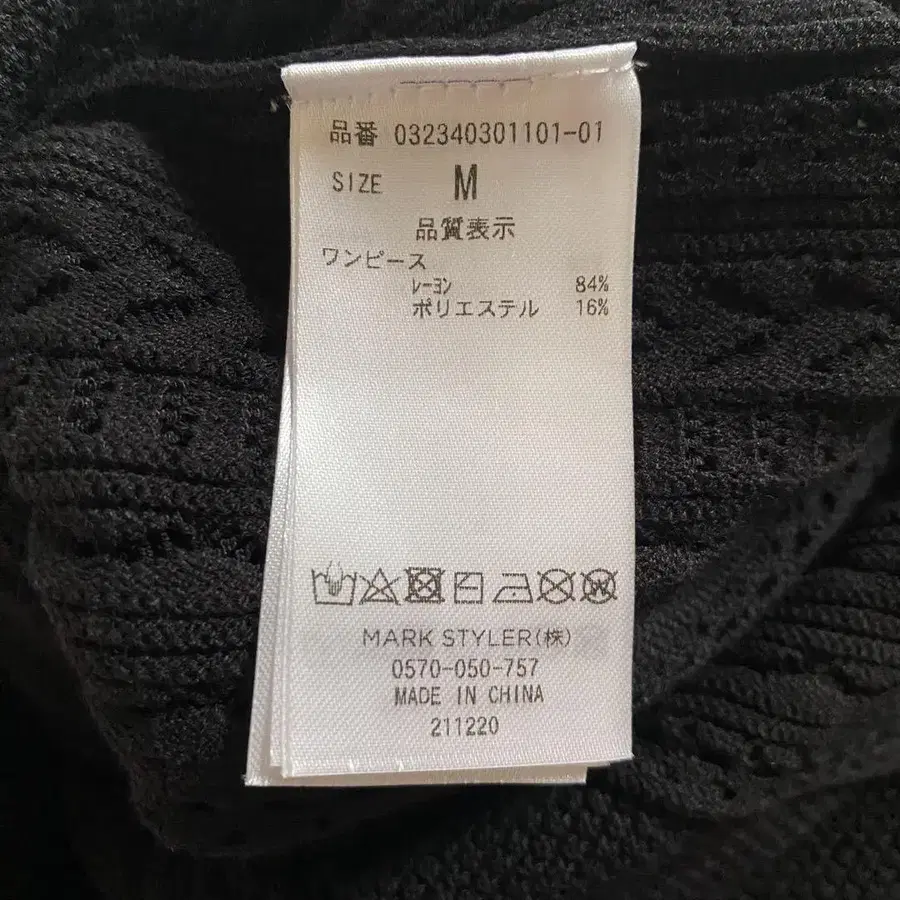 品番 032340301101-01
SIZE M
品質表示
ワンピース
ﾚｰﾖﾝ 84%
ポリエステル 16%
MARK STYLER(株)
0570-050-757
MADE IN CHINA
211220